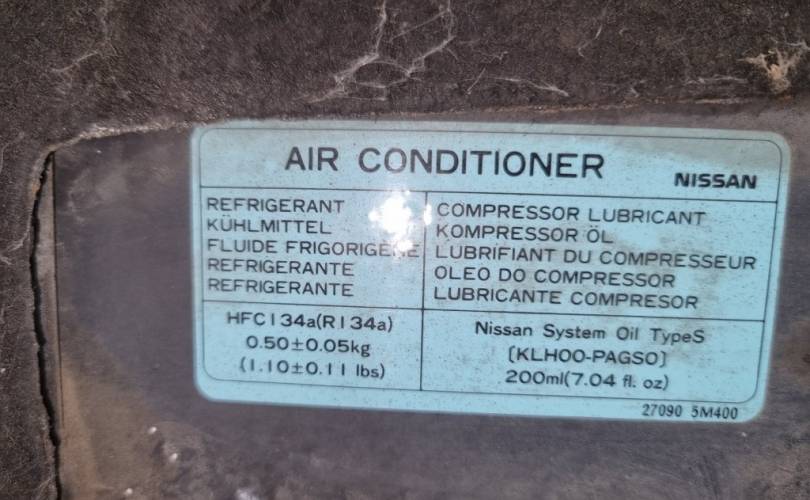 AIR CONDITIONER
NISSAN
REFRIGERANT
KÜHLMITTEL
FLUIDE FRIGORIGÈNE
REFRIGERANTE
REFRIGERANTE
COMPRESSOR LUBRICANT
KOMPRESSOR ÖL
LUBRIFIANT DU COMPRESSEUR
OLEO DO COMPRESSOR
LUBRICANTE COMPRESOR
HFC134a(R134a)
0.50±0.05kg
(1.10±0.11 lbs)
Nissan System Oil TypeS
[KLH00-PAGS0]
200ml(7.04 fl. oz)
27090 5M400